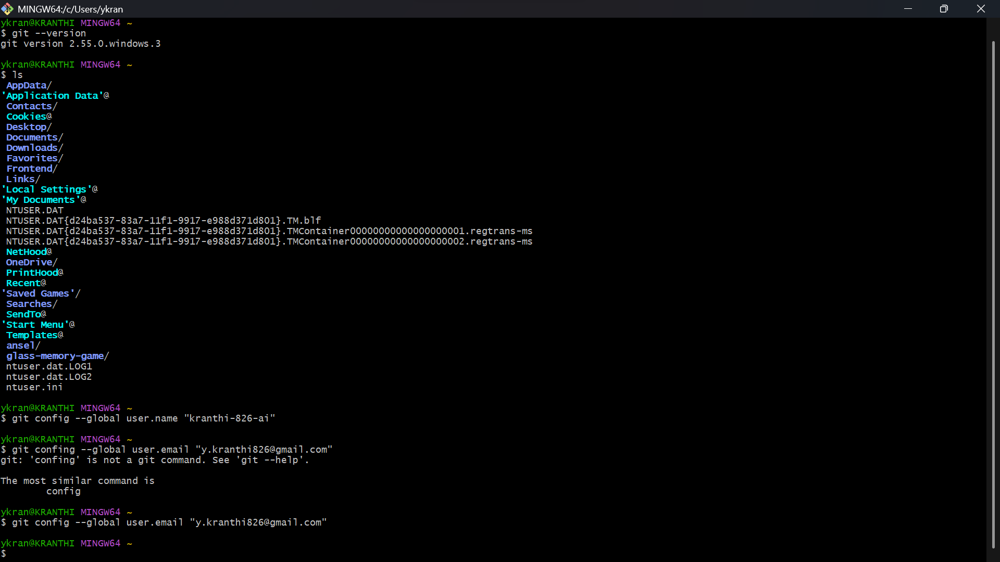 MINGW64:/c/Users/ykran
ykran@KRANTHI MINGW64 ~
$ git --version
git version 2.55.0.windows.3
ykran@KRANTHI MINGW64 ~
$ ls
AppData/
'Application Data'@
Contacts/
Cookies@
Desktop/
Documents/
Downloads/
Favorites/
Frontend/
Links/
'Local Settings'@
'My Documents'@
NTUSER.DAT
NTUSER.DAT{d24ba537-83a7-11f1-9917-e988d371d801}.TM.blf
NTUSER.DAT{d24ba537-83a7-11f1-9917-e988d371d801}.TMContainer00000000000000000001.regtrans-ms
NTUSER.DAT{d24ba537-83a7-11f1-9917-e988d371d801}.TMContainer00000000000000000002.regtrans-ms
NetHood@
OneDrive/
PrintHood@
Recent@
'Saved Games'/
Searches/
SendTo@
'Start Menu'@
Templates@
ansel/
glass-memory-game/
ntuser.dat.LOG1
ntuser.dat.LOG2
ntuser.ini
ykran@KRANTHI MINGW64 ~
$ git config --global user.name "kranthi-826-ai"
ykran@KRANTHI MINGW64 ~
$ git confing --global user.email "y.kranthi826@gmail.com"
git: 'confing' is not a git command. See 'git --help'.
The most similar command is
config
ykran@KRANTHI MINGW64 ~
$ git config --global user.email "y.kranthi826@gmail.com"
ykran@KRANTHI MINGW64 ~
$